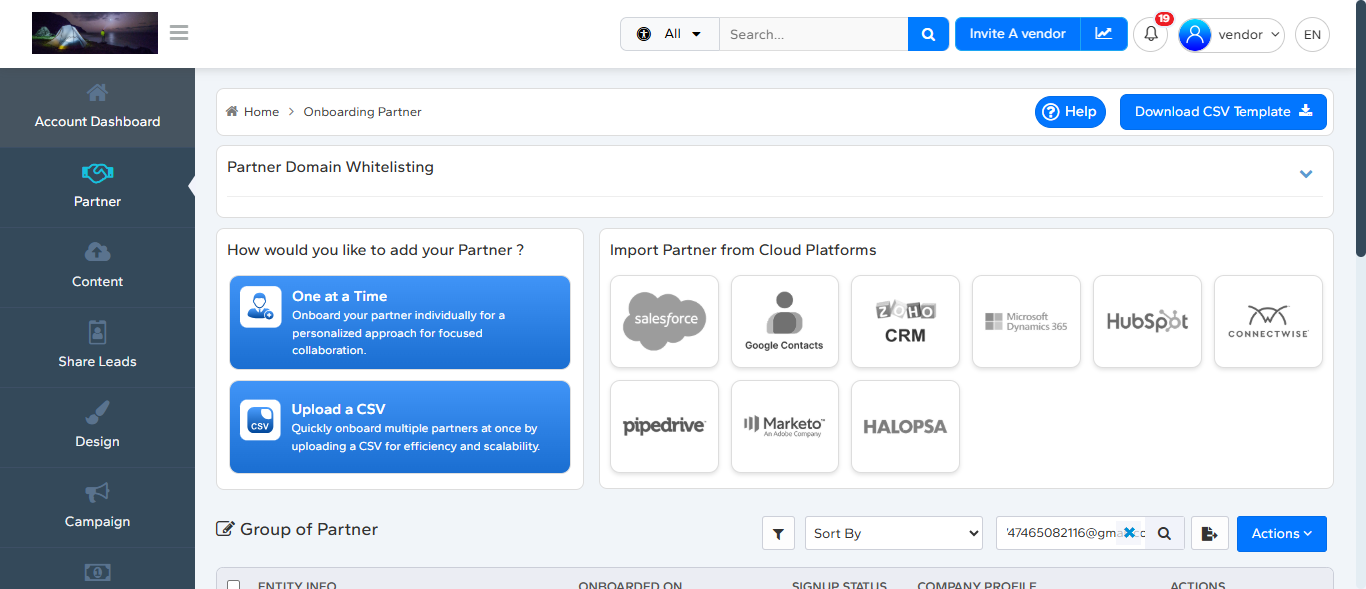 All
Search...
Invite A vendor
19
vendor
EN
Account Dashboard
Partner
Content
Share Leads
Design
Campaign
Home
Onboarding Partner
Help
Download CSV Template
Partner Domain Whitelisting
How would you like to add your Partner ?
One at a Time
Onboard your partner individually for a
personalized approach for focused
collaboration.
CSV
Upload a CSV
Quickly onboard multiple partners at once by
uploading a CSV for efficiency and scalability.
Import Partner from Cloud Platforms
salesforce
Google Contacts
ZOHO
CRM
Microsoft
Dynamics 365
HubSpot
CONNECTWISE
pipedrive
Marketo™
An Adobe Company
HALOPSA
Group of Partner
Sort By
47465082116@gma
Actions
ENTITY INFO
ONBOARDED ON
SIGNUP STATUS
COMPANY PROFILE
ACTIONS